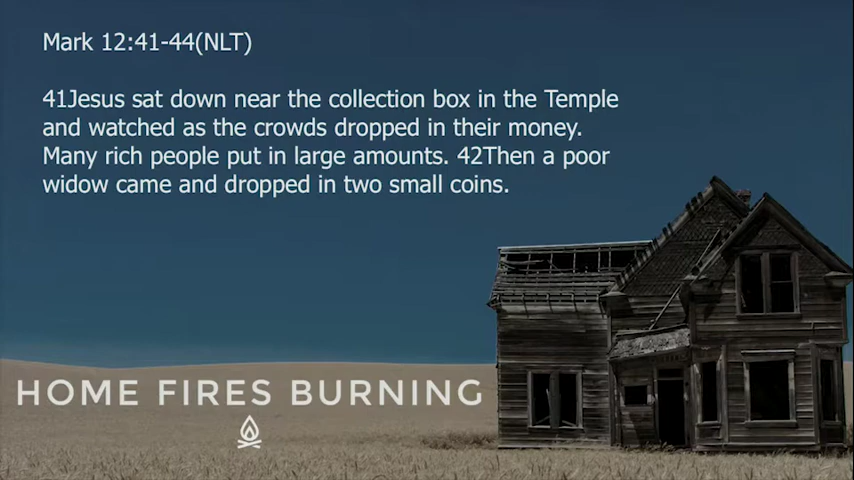 Mark 12:41-44(NLT)
41Jesus sat down near the collection box in the Temple
and watched as the crowds dropped in their money.
Many rich people put in large amounts. 42Then a poor
widow came and dropped in two small coins.
HOME FIRES BURNING